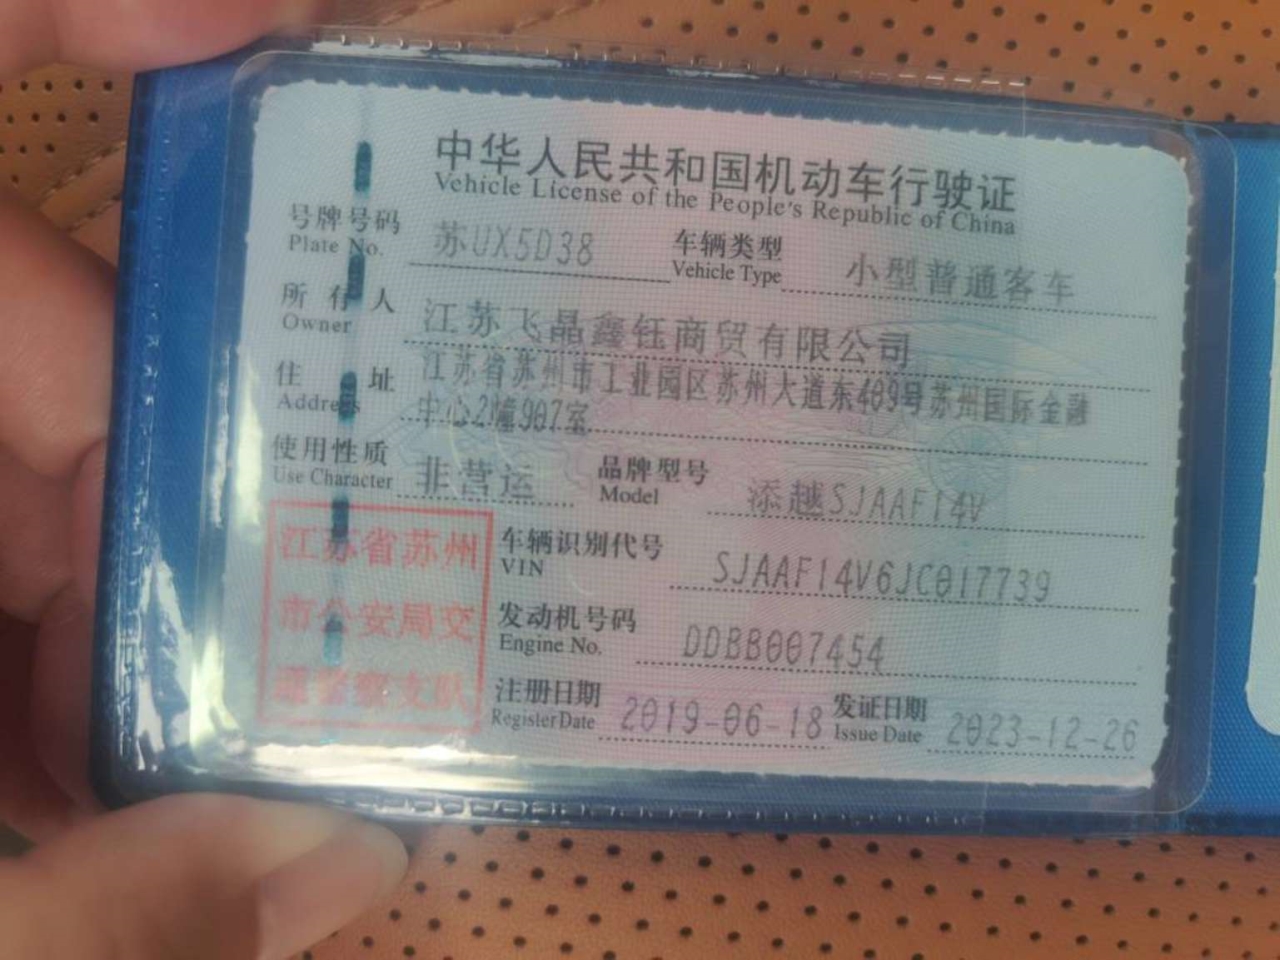 中华人民共和国机动车行驶证
Vehicle License of the People's Republic of China
号牌号码 苏UX5D38 车辆类型 小型普通客车
Plate No. Vehicle Type
所行人 江苏飞晶鑫钰商贸有限公司
Owner
住址 江苏省苏州市工业园区苏州大道东409号苏州国际金融
Address 中心2幢907室
使用性质 非营运 品牌型号 添越SJAAF14V
Use Character Model
江苏省苏州
市公安局交
通警察支队
车辆识别代号 SJAAF14V6JC017739
VIN
发动机号码 DDBB007454
Engine No.
注册日期 2019-06-18 发证日期 2023-12-26
Register Date Issue Date